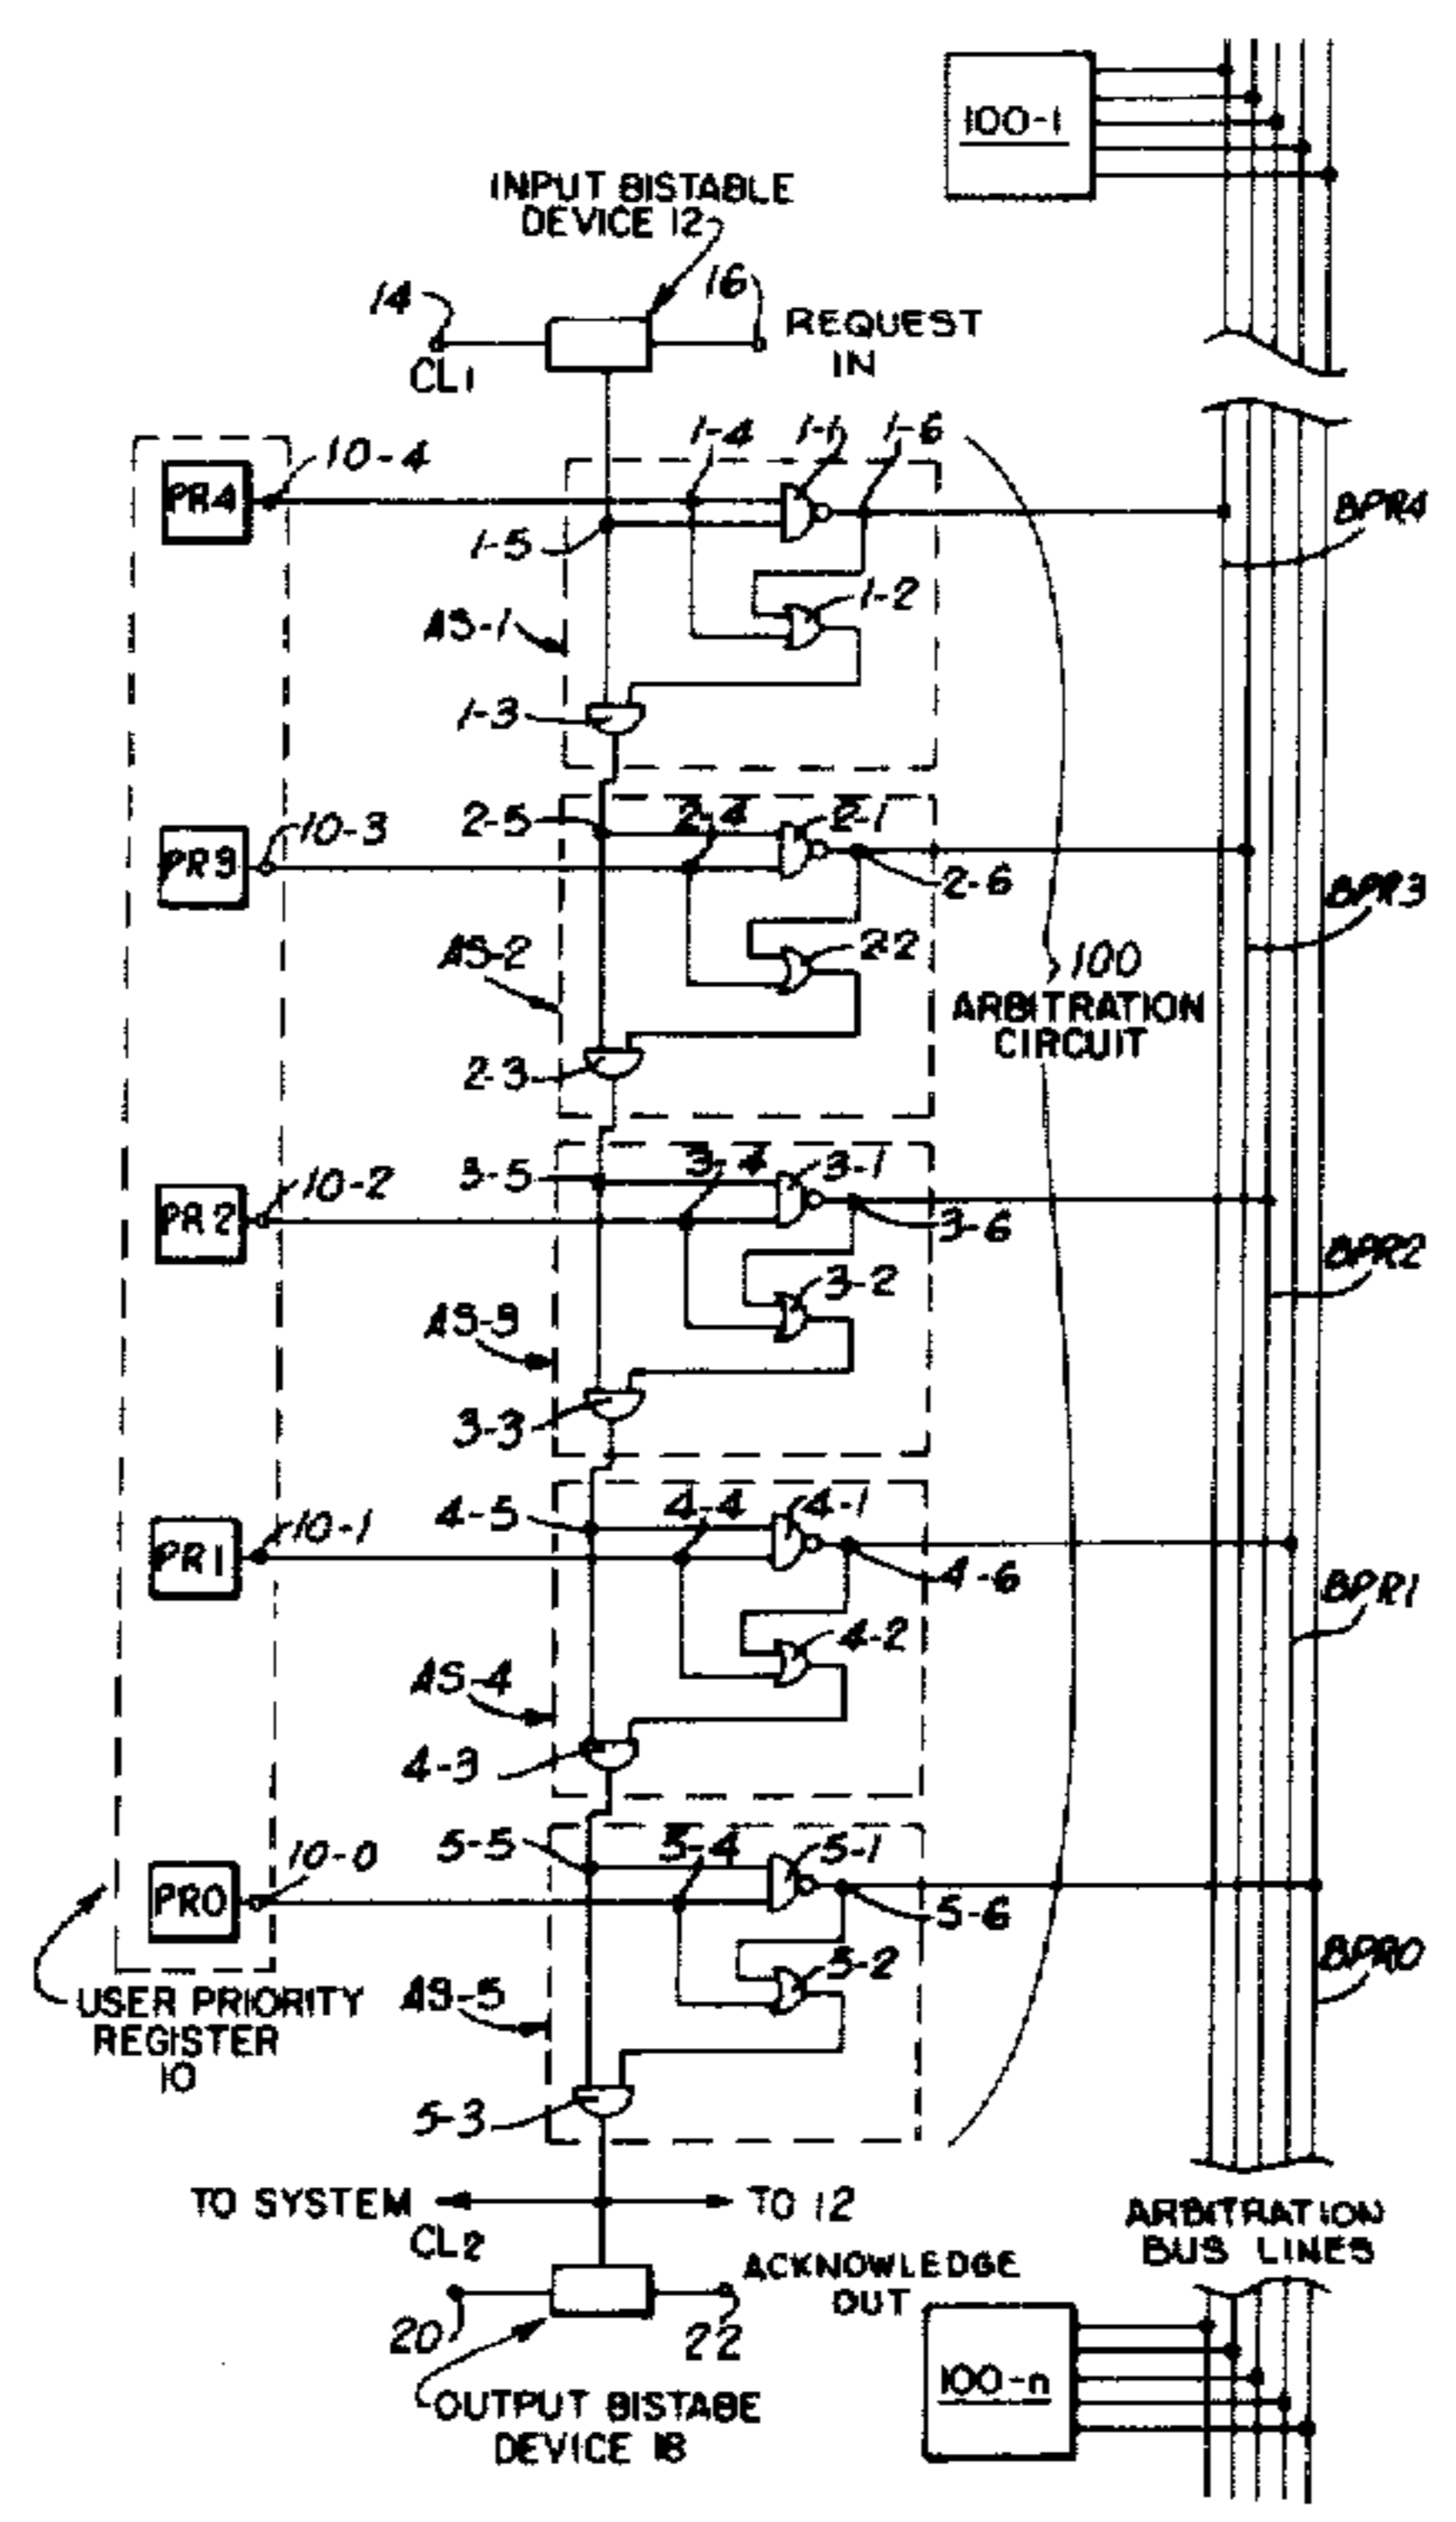 100-1
INPUT BISTABLE
DEVICE 12
14
16
REQUEST
IN
CL1
10-4
1-4
1-1
1-6
PR4
BPR4
1-5
1-2
AS-1
1-3
10-3
2-5
2-4
2-1
PR3
2-6
BPR3
AS-2
2-2
100
ARBITRATION
CIRCUIT
2-3
10-2
3-5
3-4
3-1
PR2
3-6
BPR2
3-2
AS-3
3-3
10-1
4-5
4-4
4-1
PR1
4-6
BPR1
4-2
AS-4
4-3
10-0
5-5
5-4
5-1
PR0
5-6
BPR0
5-2
AS-5
USER PRIORITY
REGISTER
10
5-3
TO SYSTEM
TO 12
CL2
ARBITRATION
BUS LINES
ACKNOWLEDGE
OUT
20
22
100-n
OUTPUT BISTABE
DEVICE 18